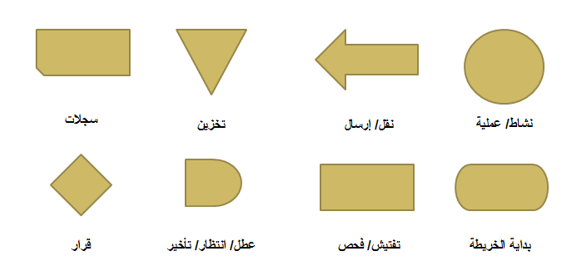 نشاط/ عملية
نقل/ إرسال
تخزين
سجلات
بداية الخريطة
تفتيش/ فحص
عطل/ انتظار/ تأخير
قرار